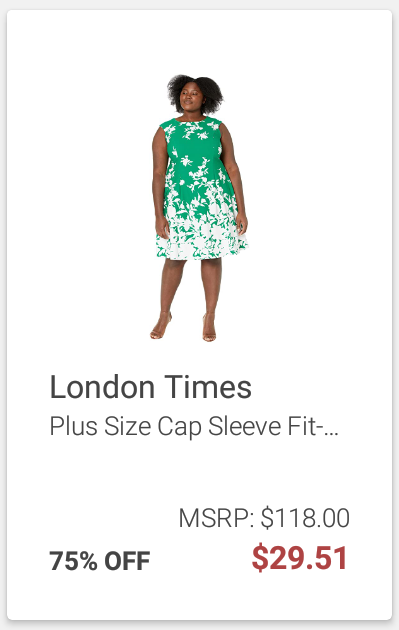 London Times
Plus Size Cap Sleeve Fit-...
MSRP: $118.00
75% OFF $29.51